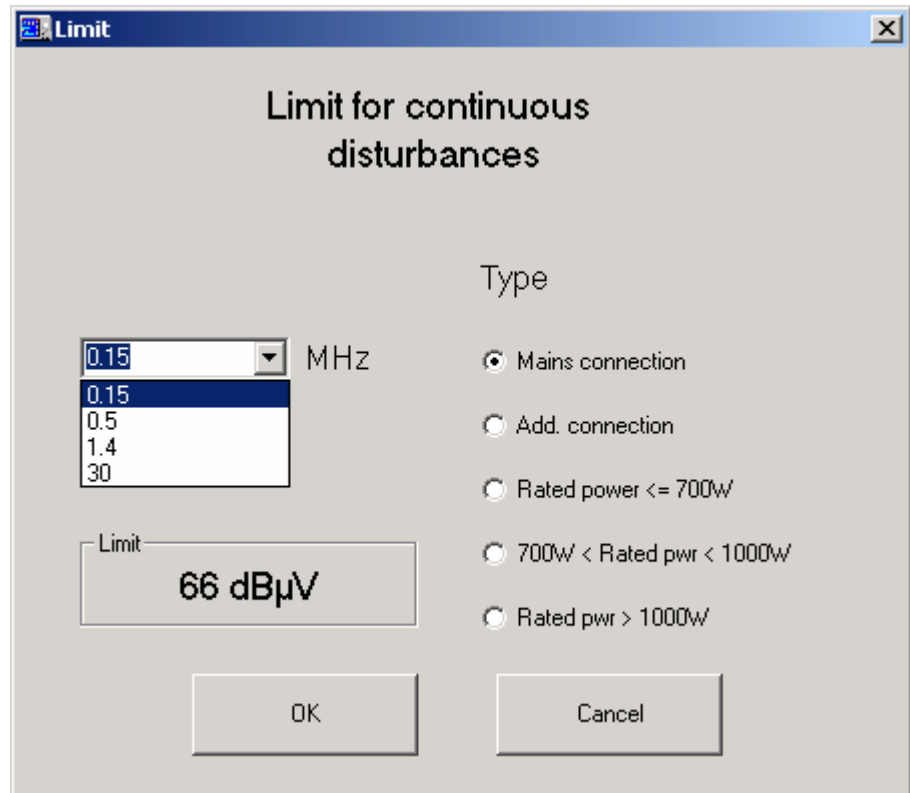 Limit
Limit for continuous
disturbances
Type
0.15
MHz
0.15
0.5
1.4
30
Mains connection
Add. connection
Rated power <= 700W
700W < Rated pwr < 1000W
Rated pwr > 1000W
Limit
66 dBµV
OK
Cancel